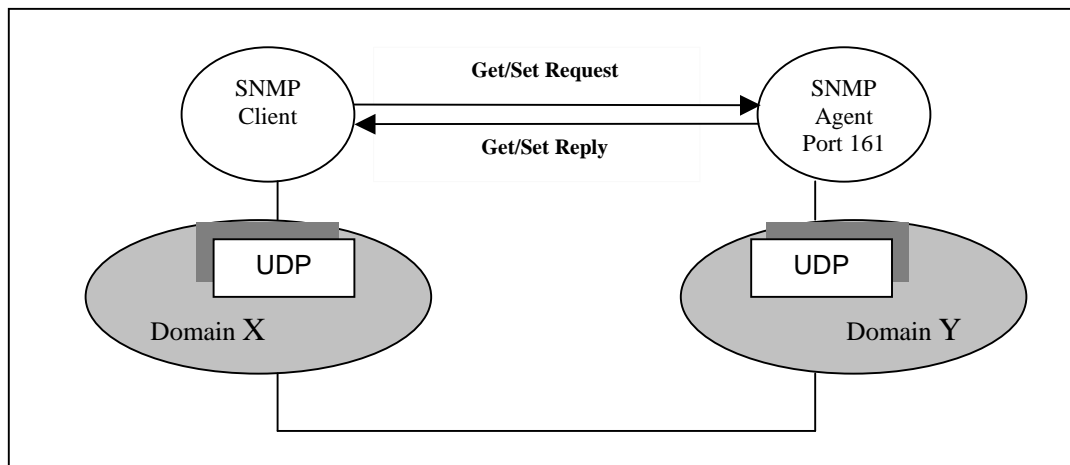 Get/Set Request
SNMP
Client
SNMP
Agent
Port 161
Get/Set Reply
UDP
UDP
Domain X
Domain Y